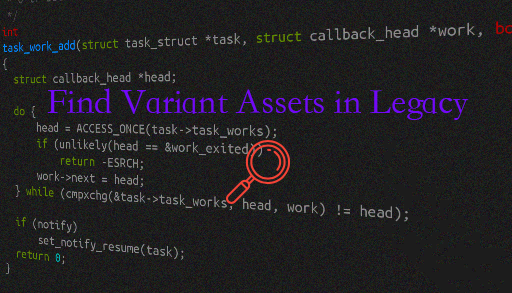 */
int
task_work_add(struct task_struct *task, struct callback_head *work, bo
{
struct callback_head *head;
Find Variant Assets in Legacy
do {
head = ACCESS_ONCE(task->task_works);
if (unlikely(head == &work_exited))
return -ESRCH;
work->next = head;
} while (cmpxchg(&task->task_works, head, work) != head);
if (notify)
set_notify_resume(task);
return 0;
}